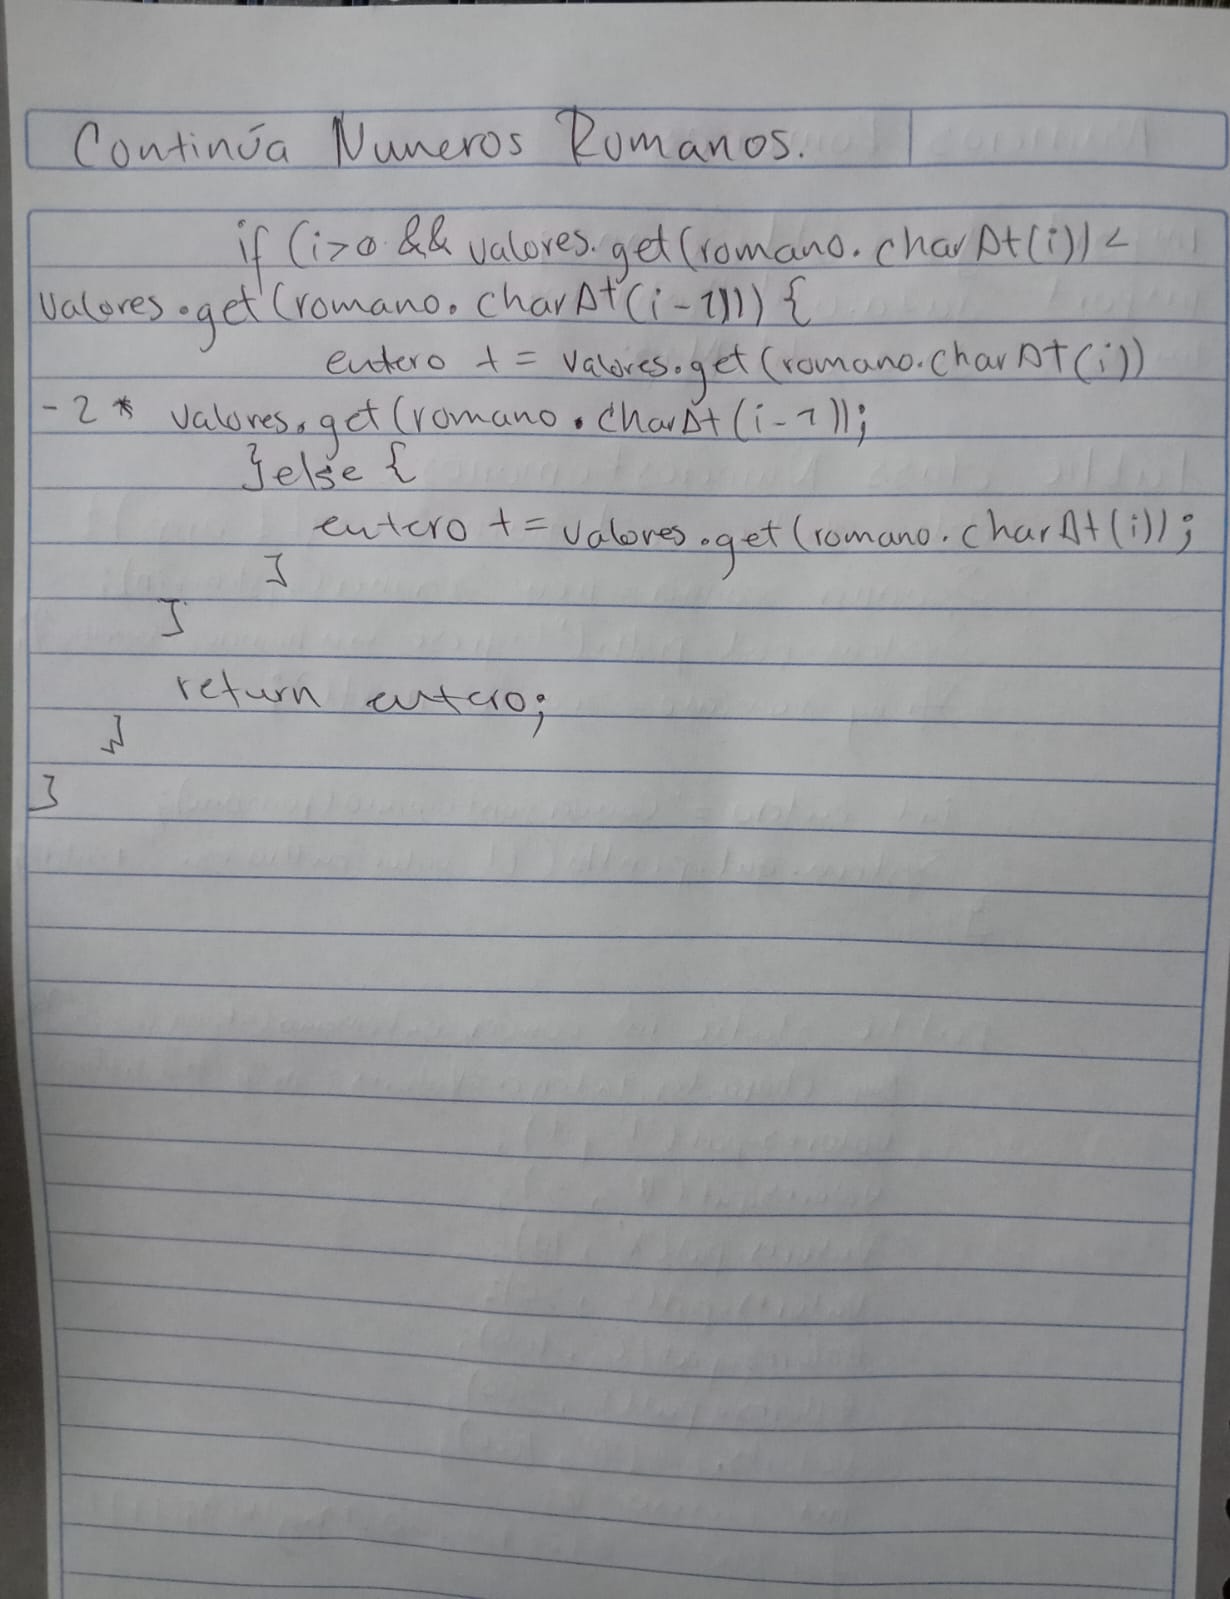 Continúa Numeros Romanos.
if (i>0 && valores.get(romano.charAt(i)) <
valores.get(romano.charAt(i-1))) {
entero += valores.get(romano.charAt(i))
-2 * valores.get(romano.charAt(i-1));
}else {
entero += valores.get(romano.charAt(i));
}
}
return entero;
}
}